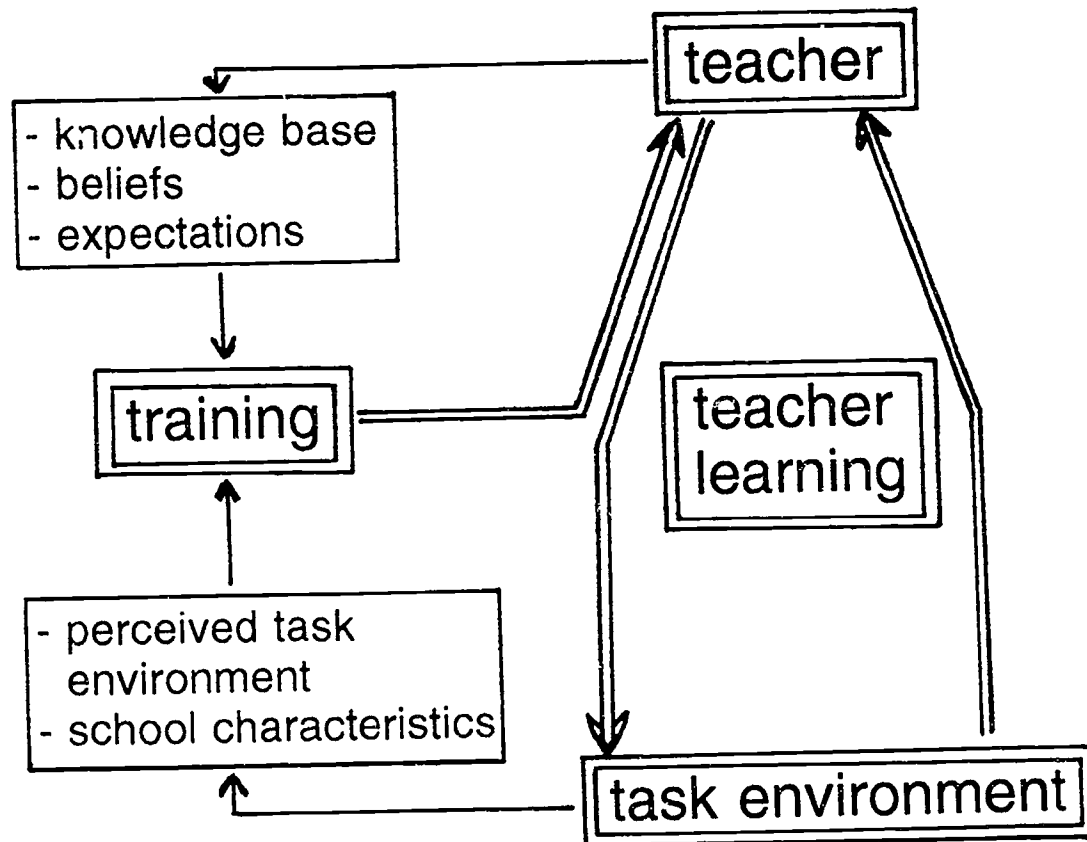 teacher
- knowledge base
- beliefs
- expectations
training
teacher
learning
- perceived task
environment
- school characteristics
task environment